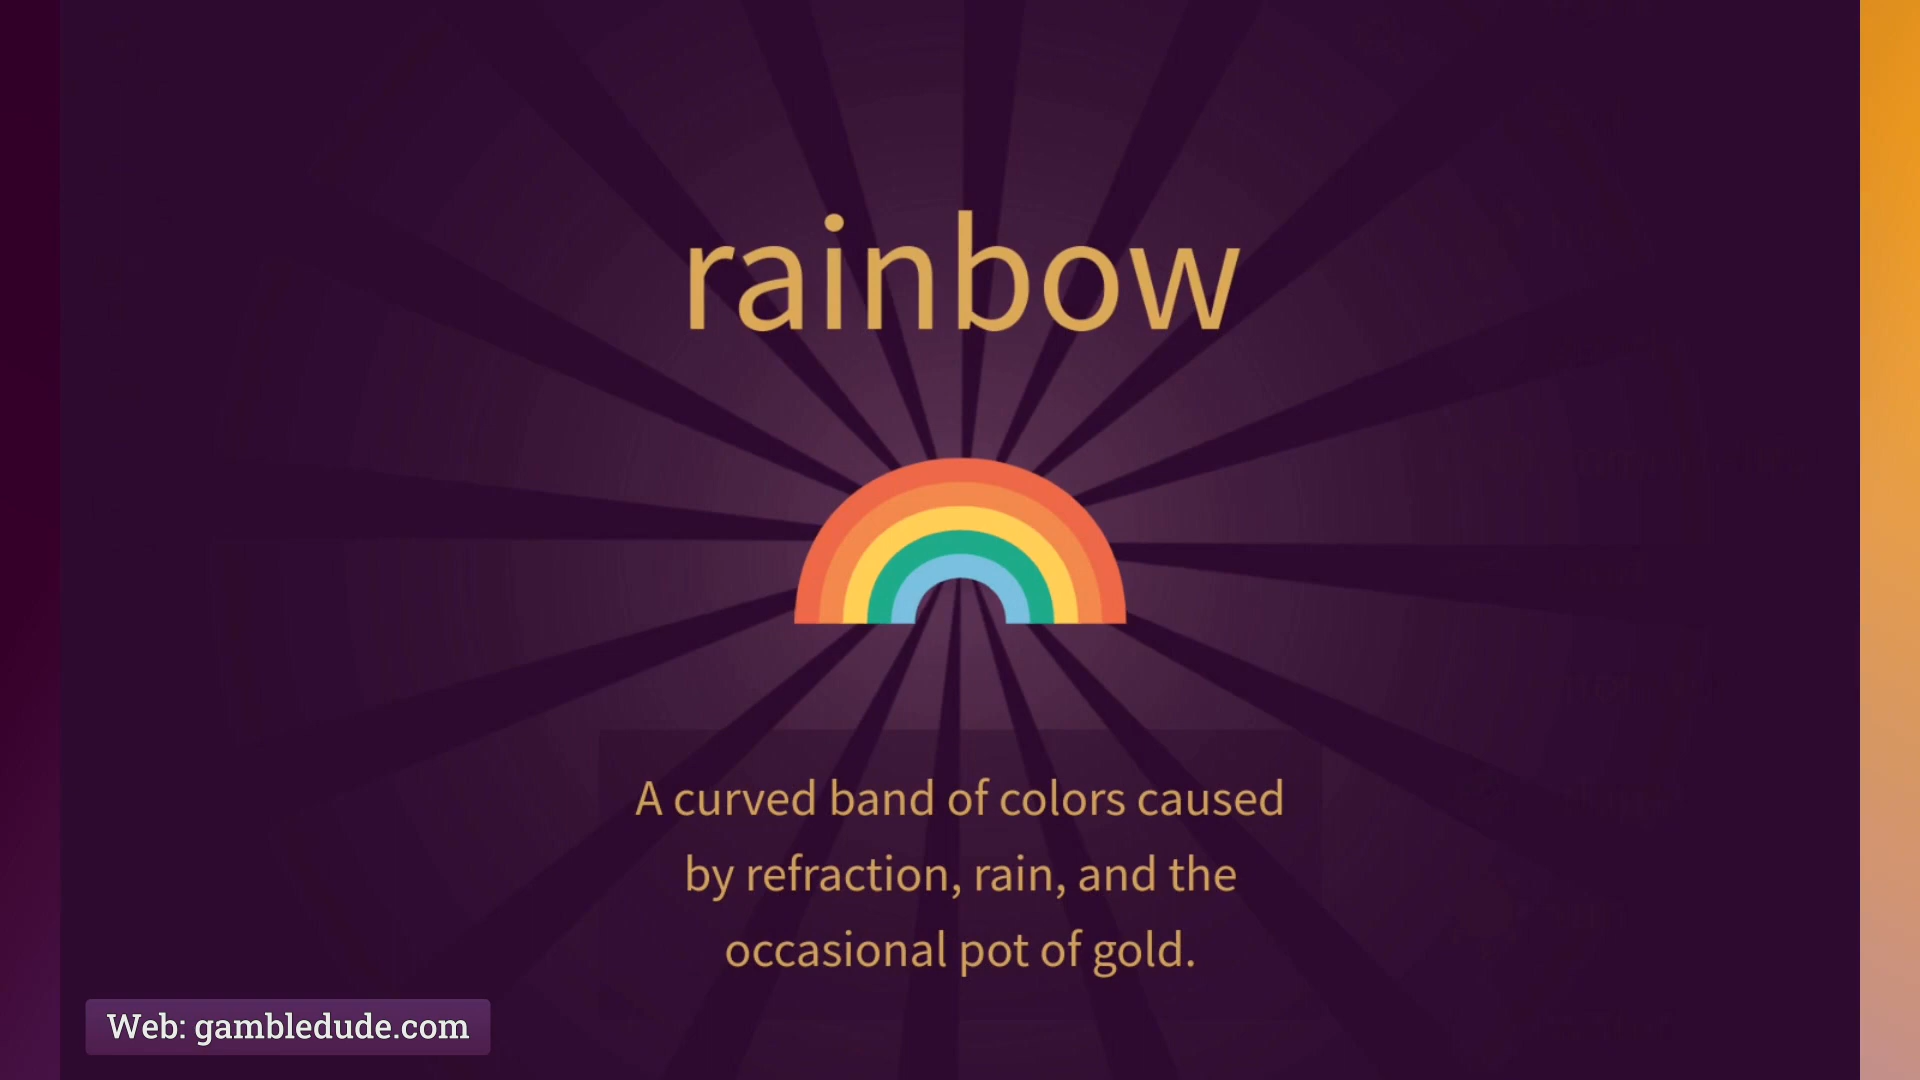 rainbow
A curved band of colors caused
by refraction, rain, and the
occasional pot of gold.
Web: gambledude.com